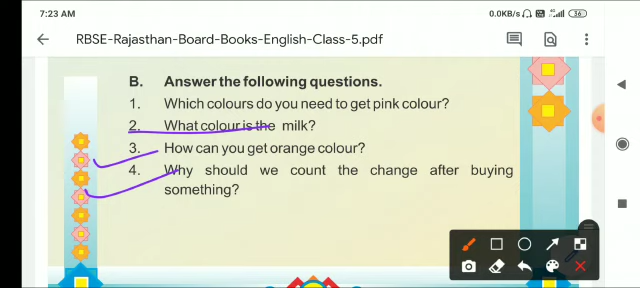 7:23 AM 0.0KB/s 36
RBSE-Rajasthan-Board-Books-English-Class-5.pdf
B. Answer the following questions.
1. Which colours do you need to get pink colour?
2. What colour is the milk?
3. How can you get orange colour?
4. Why should we count the change after buying
something?